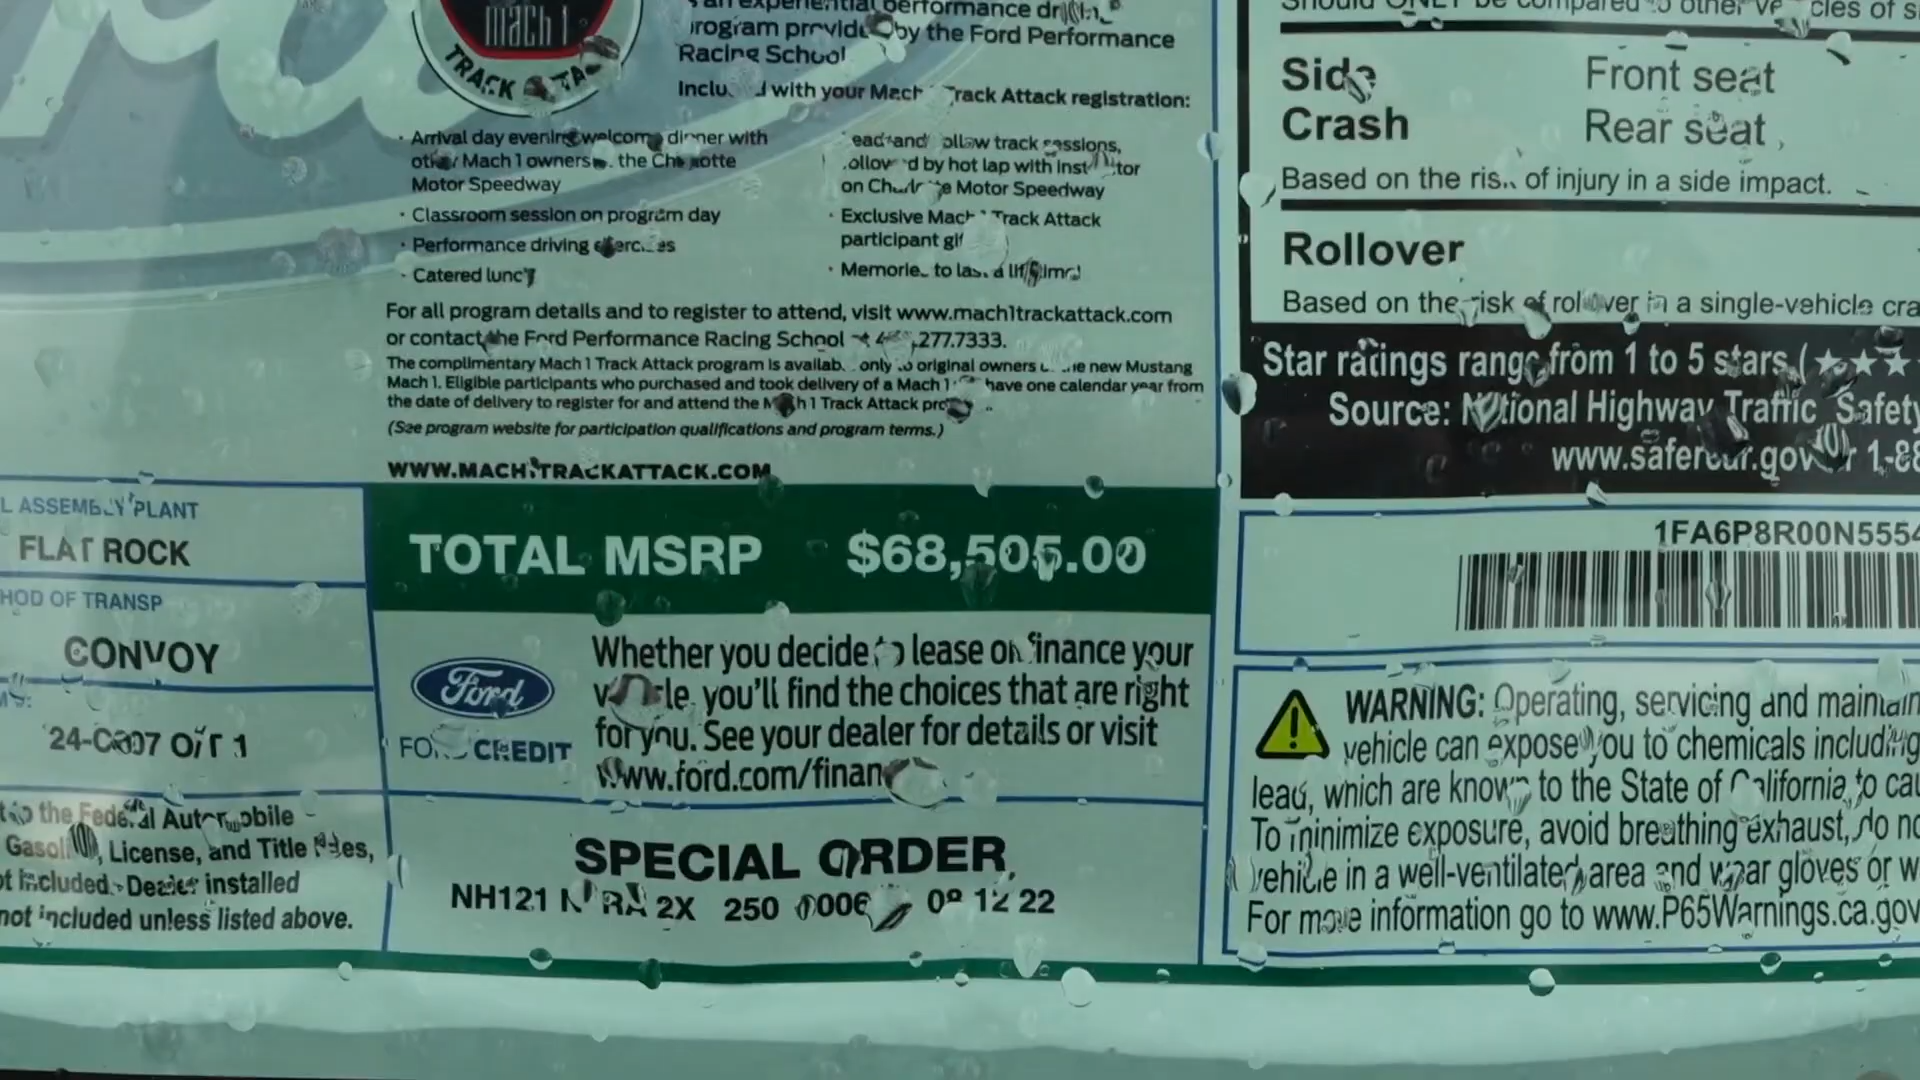 mach 1
TRACK ATTACK
an experiential performance
program provided by the Ford Performance
Racing School
Included with your Mach 1 Track Attack registration:
· Arrival day evening welcome dinner with
other Mach 1 owners the Charlotte
Motor Speedway
· Classroom session on program day
· Performance driving exercises
· Catered lunch
Lead and follow track sessions,
followed by hot lap with instructor
on Charlotte Motor Speedway
· Exclusive Mach 1 Track Attack
participant gift
· Memories to last a lifetime!
For all program details and to register to attend, visit www.mach1trackattack.com
or contact the Ford Performance Racing School 277.7333.
The complimentary Mach 1 Track Attack program is available only to original owners of the new Mustang
Mach 1. Eligible participants who purchased and took delivery of a Mach 1 have one calendar year from
the date of delivery to register for and attend the Mach 1 Track Attack program.
(See program website for participation qualifications and program terms.)
WWW.MACH1TRACKATTACK.COM
L ASSEMBLY PLANT
FLAT ROCK
HOD OF TRANSP
CONVOY
O/T 1
the Federal Automobile
Gasoline, License, and Title Fees,
included. Dealer installed
not included unless listed above.
TOTAL MSRP $68,505.00
Ford
FORD CREDIT
Whether you decide to lease or finance your
vehicle, you'll find the choices that are right
for you. See your dealer for details or visit
www.ford.com/finance
SPECIAL ORDER
NH121 2X 250 12 22
should ONLY be compared to other vehicles of
Side
Crash
Front seat
Rear seat
Based on the risk of injury in a side impact.
Rollover
Based on the risk of rollover in a single-vehicle cra
Star ratings range from 1 to 5 stars (★★★
Source: National Highway Traffic Safety
www.safercar.gov or 1-88
1FA6P8R00N5554
WARNING: Operating, servicing and maintain
vehicle can expose you to chemicals including
lead, which are known to the State of California to cau
To minimize exposure, avoid breathing exhaust, do no
vehicle in a well-ventilated area and wear gloves or w
For more information go to www.P65Warnings.ca.gov